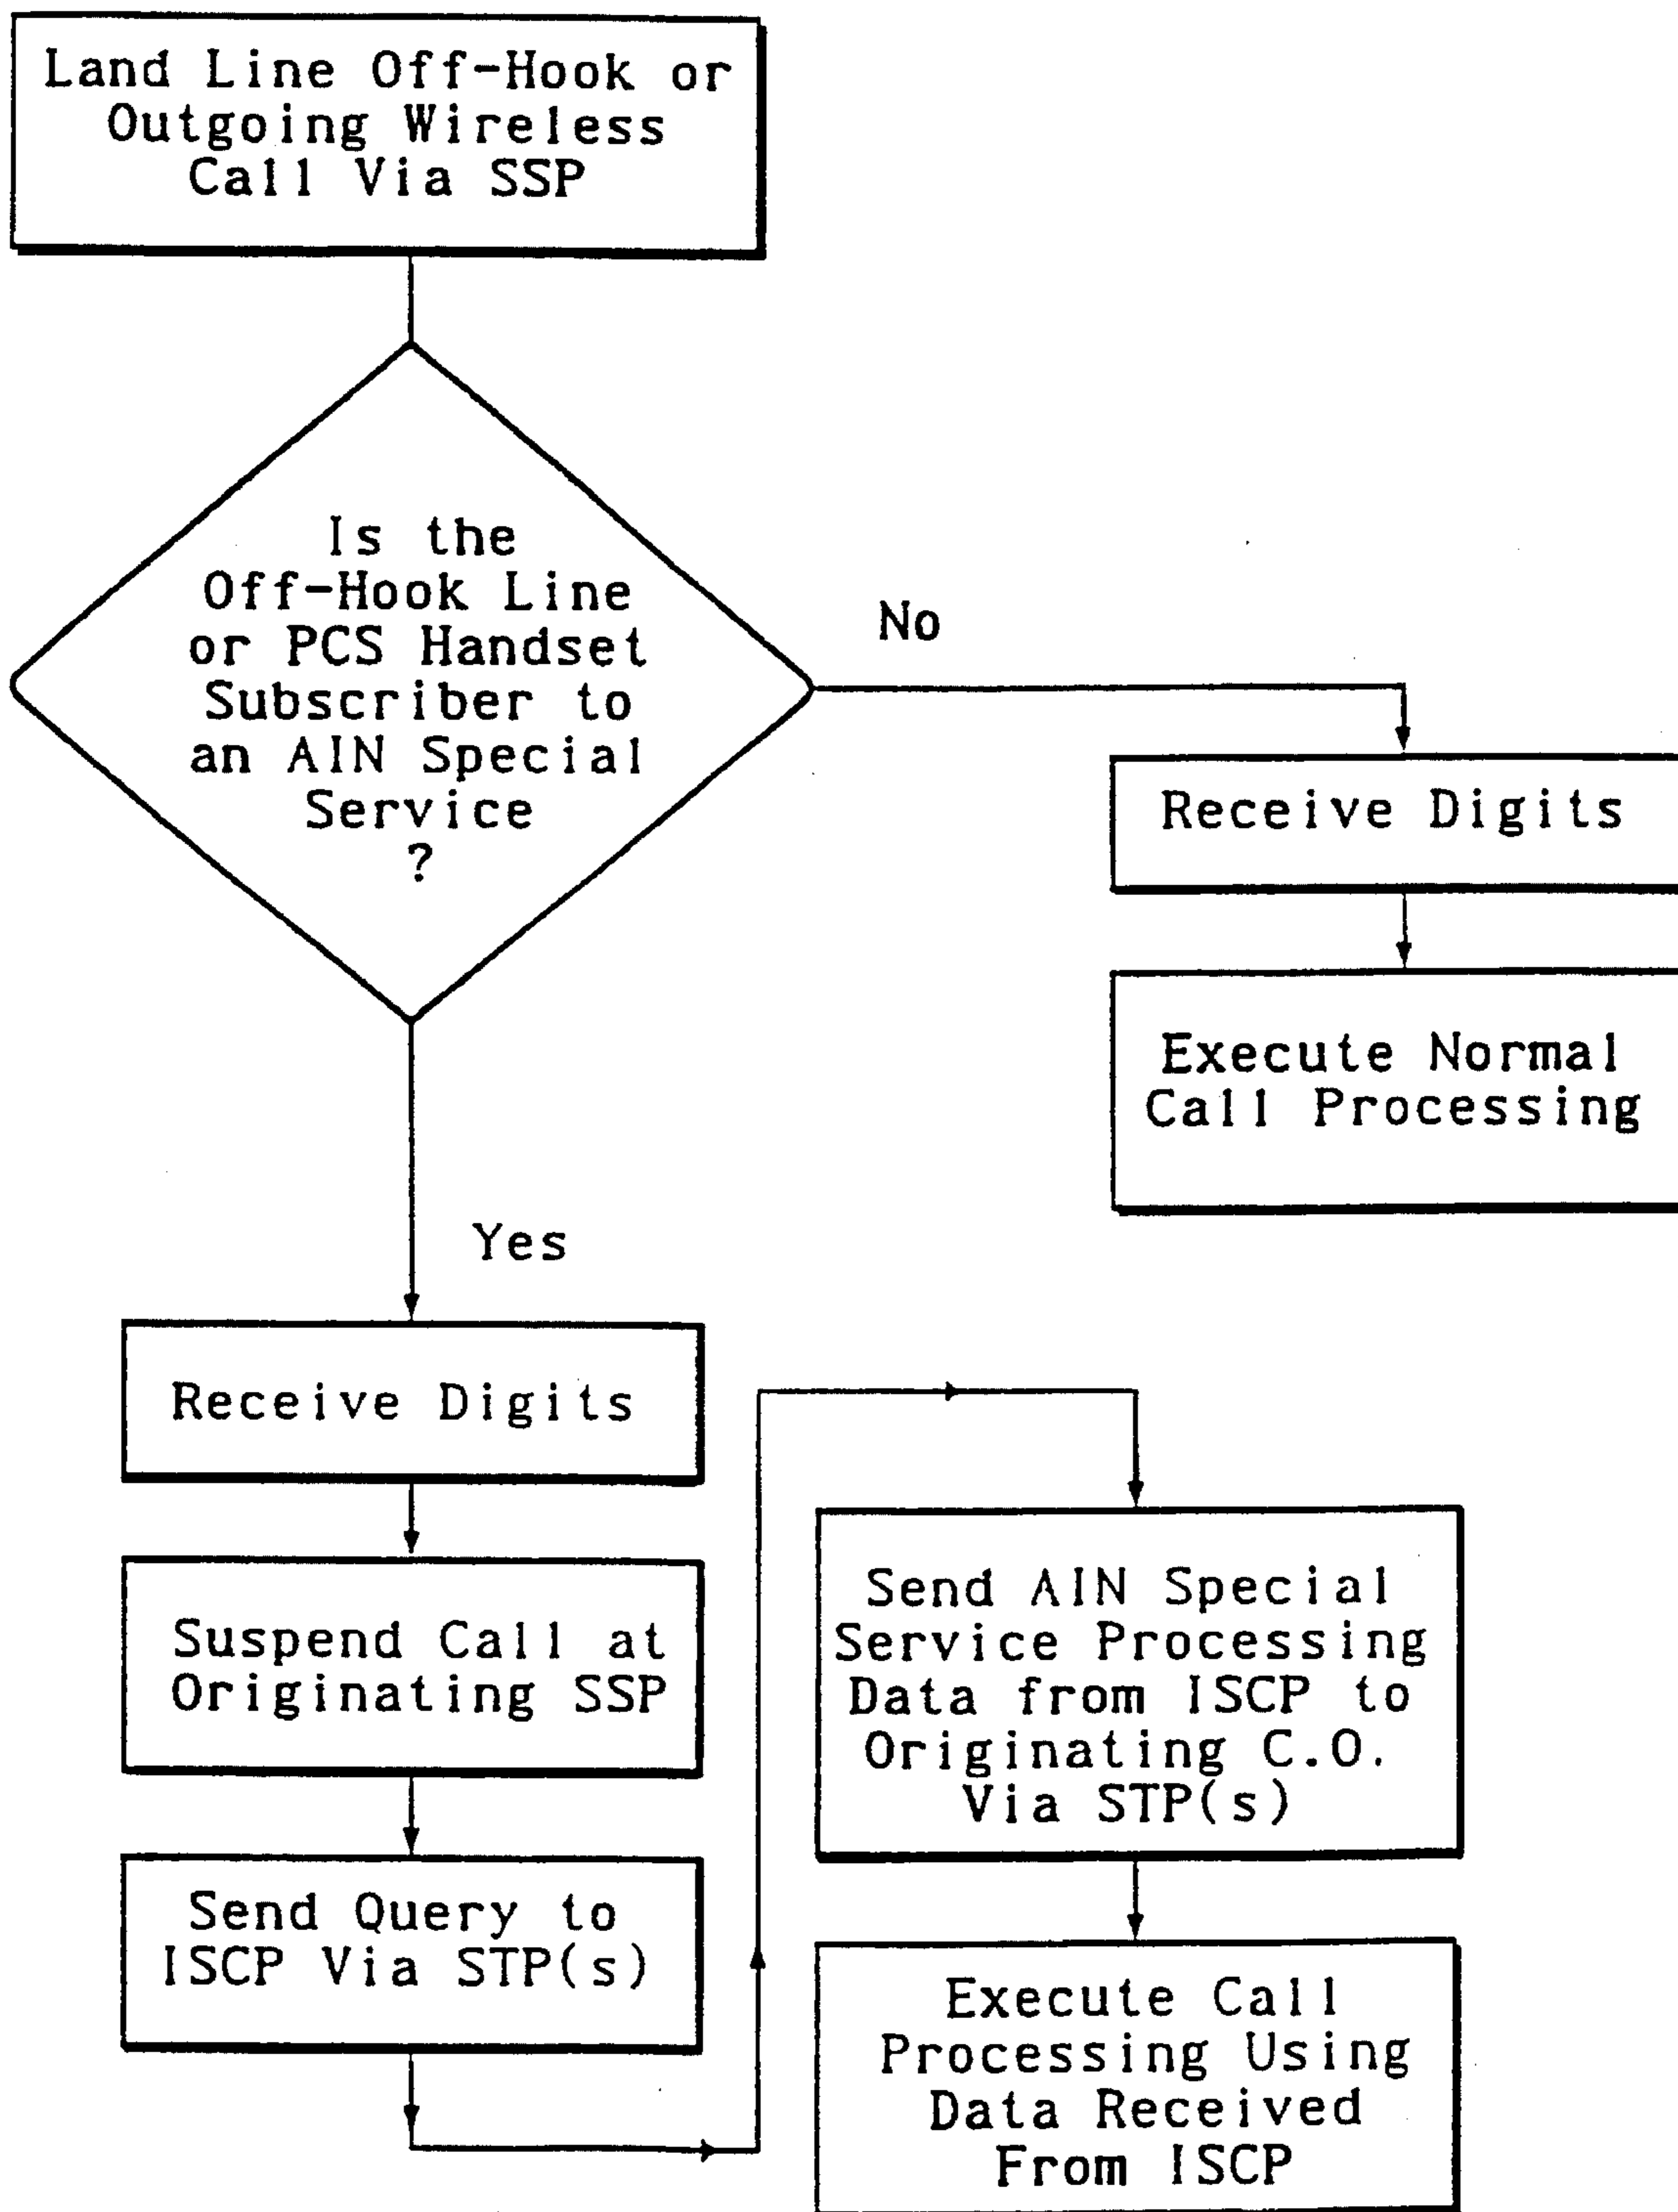 Land Line Off-Hook or
Outgoing Wireless
Call Via SSP
Is the
Off-Hook Line
or PCS Handset
Subscriber to
an AIN Special
Service
?
No
Receive Digits
Execute Normal
Call Processing
Yes
Receive Digits
Suspend Call at
Originating SSP
Send Query to
ISCP Via STP(s)
Send AIN Special
Service Processing
Data from ISCP to
Originating C.O.
Via STP(s)
Execute Call
Processing Using
Data Received
From ISCP